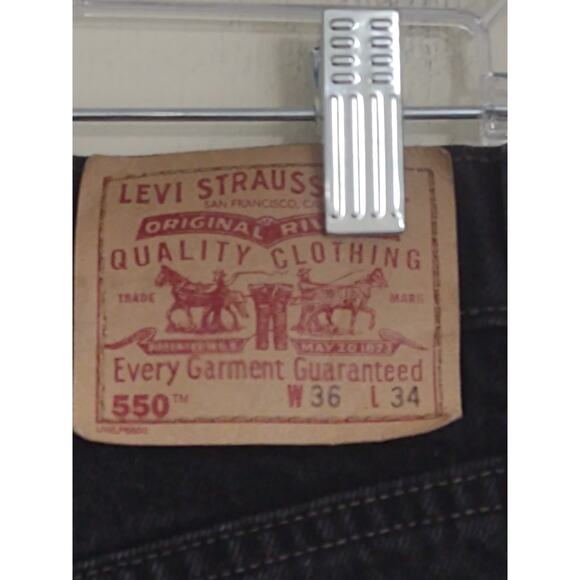 LEVI STRAUSS
SAN FRANCISCO, CA
ORIGINAL RIV
QUALITY CLOTHING
TRADE MARK
MAY 20 1873
Every Garment Guaranteed
550™ W 36 L 34